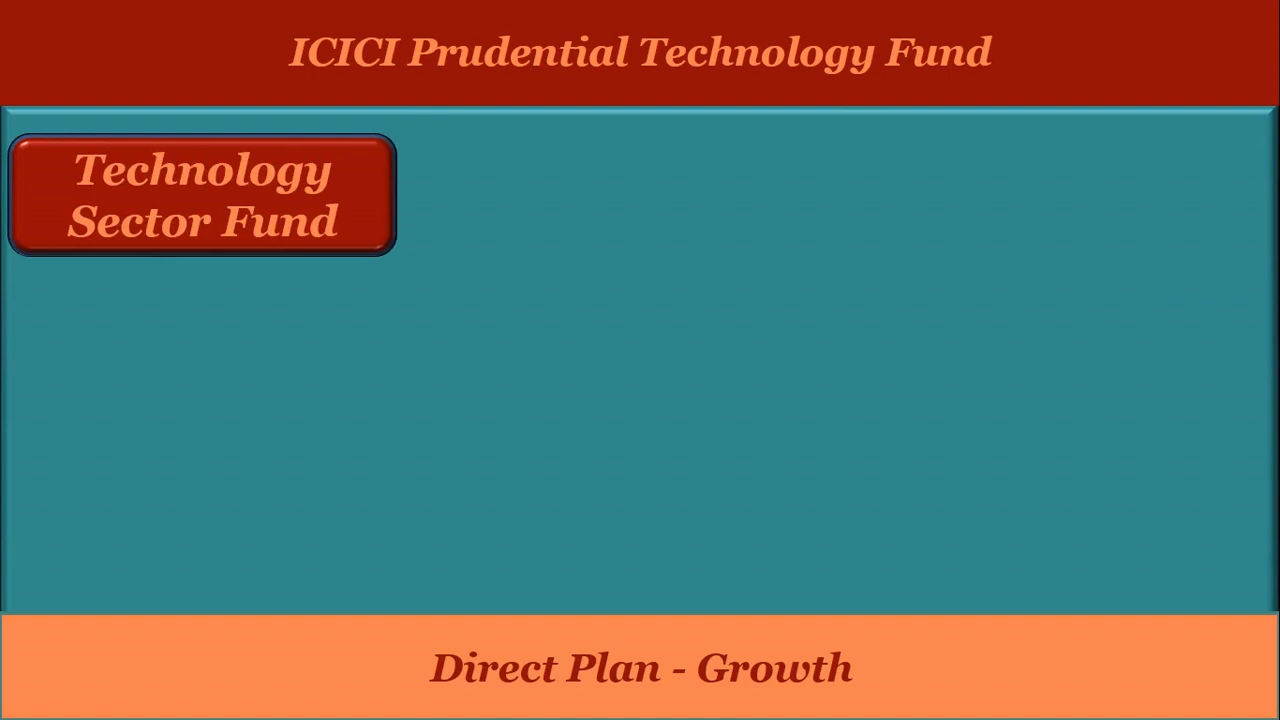 ICICI Prudential Technology Fund
Technology
Sector Fund
Direct Plan - Growth